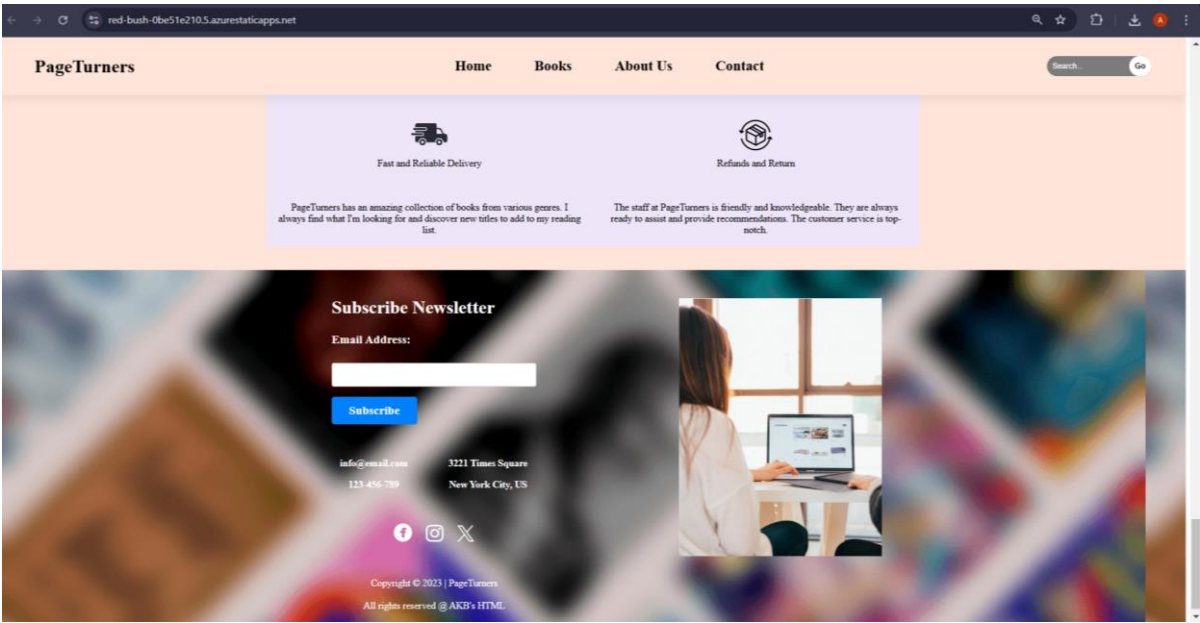 red-bush-0be51e210.5.azurestaticapps.net
A
PageTurners
Home Books About Us Contact
Search...
Go
Fast and Reliable Delivery
PageTurners has an amazing collection of books from various genres. I
always find what I'm looking for and discover new titles to add to my reading
list.
Refunds and Return
The staff at PageTurners is friendly and knowledgeable. They are always
ready to assist and provide recommendations. The customer service is top-
notch.
Subscribe Newsletter
Email Address:
Subscribe
info@email.com
123-456-789
3221 Times Square
New York City, US
Copyright © 2023 | PageTurners
All rights reserved @ AKB's HTML